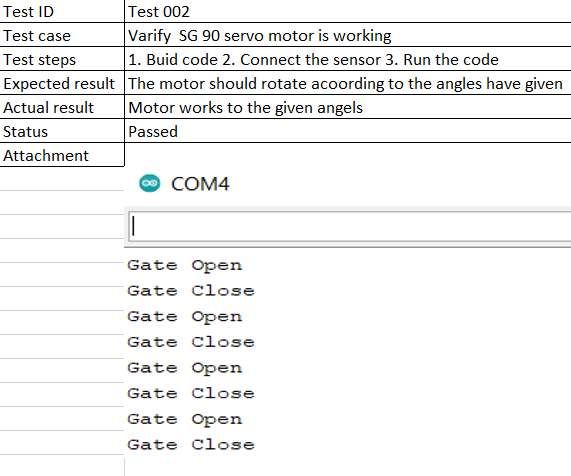 Test ID Test 002
Test case Varify SG 90 servo motor is working
Test steps 1. Buid code 2. Connect the sensor 3. Run the code
Expected result The motor should rotate acoording to the angles have given
Actual result Motor works to the given angels
Status Passed
Attachment
COM4
Gate Open
Gate Close
Gate Open
Gate Close
Gate Open
Gate Close
Gate Open
Gate Close